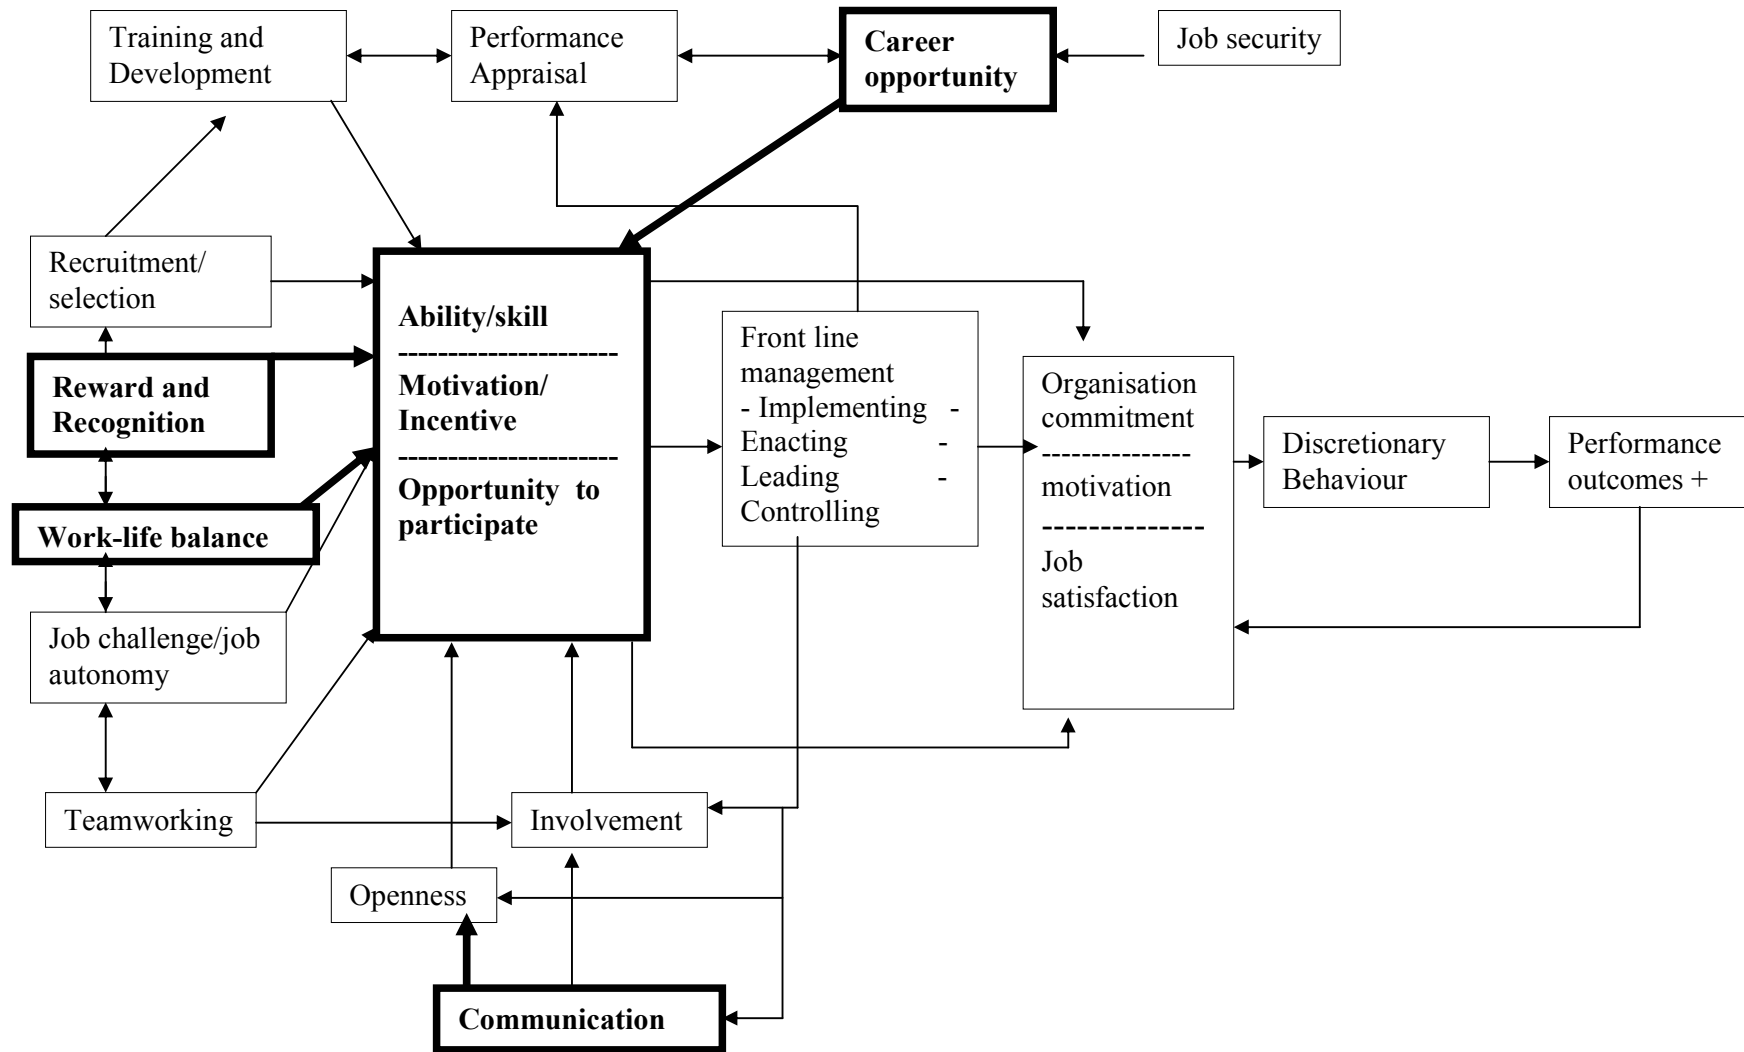 Training and
Development
Performance
Appraisal
Career
opportunity
Job security
Recruitment/
selection
Reward and
Recognition
Work-life balance
Job challenge/job
autonomy
Teamworking
Ability/skill
-----------------------
Motivation/
Incentive
-----------------------
Opportunity to
participate
Front line
management
- Implementing -
Enacting -
Leading -
Controlling
Organisation
commitment
----------------
motivation
----------------
Job
satisfaction
Discretionary
Behaviour
Performance
outcomes +
Involvement
Openness
Communication